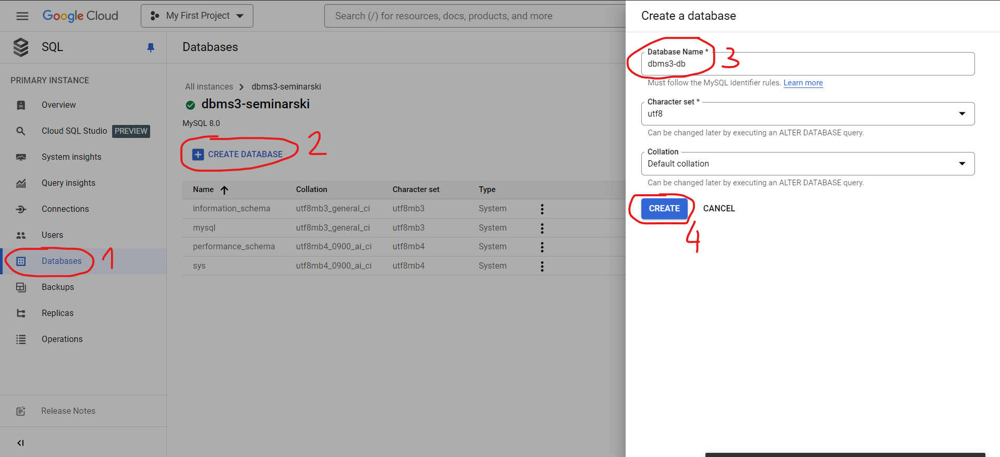 Google Cloud
My First Project
Search (/) for resources, docs, products, and more
SQL
PRIMARY INSTANCE
Overview
Cloud SQL Studio PREVIEW
System insights
Query insights
Connections
Users
Databases 1
Backups
Replicas
Operations
Release Notes
Databases
All instances dbms3-seminarski
dbms3-seminarski
MySQL 8.0
CREATE DATABASE 2
Name Collation Character set Type
information_schema utf8mb3_general_ci utf8mb3 System
mysql utf8mb3_general_ci utf8mb3 System
performance_schema utf8mb4_0900_ai_ci utf8mb4 System
sys utf8mb4_0900_ai_ci utf8mb4 System
Create a database
Database Name * 3
dbms3-db
Must follow the MySQL identifier rules. Learn more
Character set *
utf8
Can be changed later by executing an ALTER DATABASE query.
Collation
Default collation
Can be changed later by executing an ALTER DATABASE query.
CREATE CANCEL
4